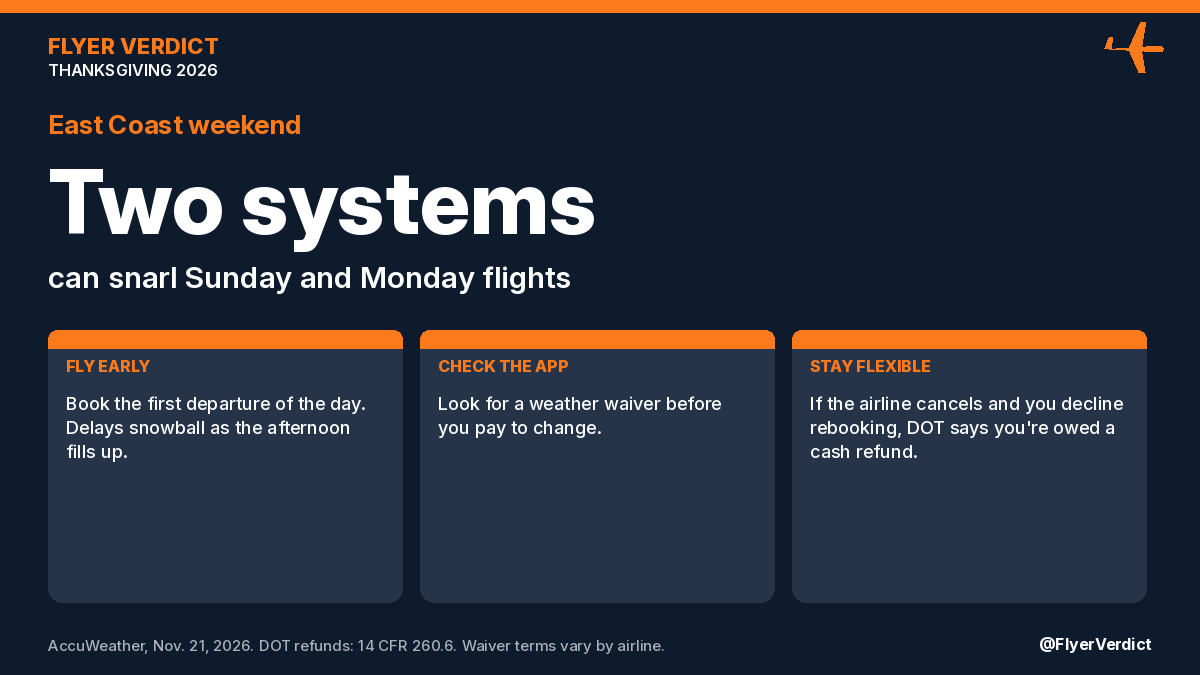 FLYER VERDICT
THANKSGIVING 2026
East Coast weekend
Two systems
can snarl Sunday and Monday flights
FLY EARLY
Book the first departure of the day.
Delays snowball as the afternoon
fills up.
CHECK THE APP
Look for a weather waiver before
you pay to change.
STAY FLEXIBLE
If the airline cancels and you decline
rebooking, DOT says you're owed a
cash refund.
AccuWeather, Nov. 21, 2026. DOT refunds: 14 CFR 260.6. Waiver terms vary by airline.
@FlyerVerdict